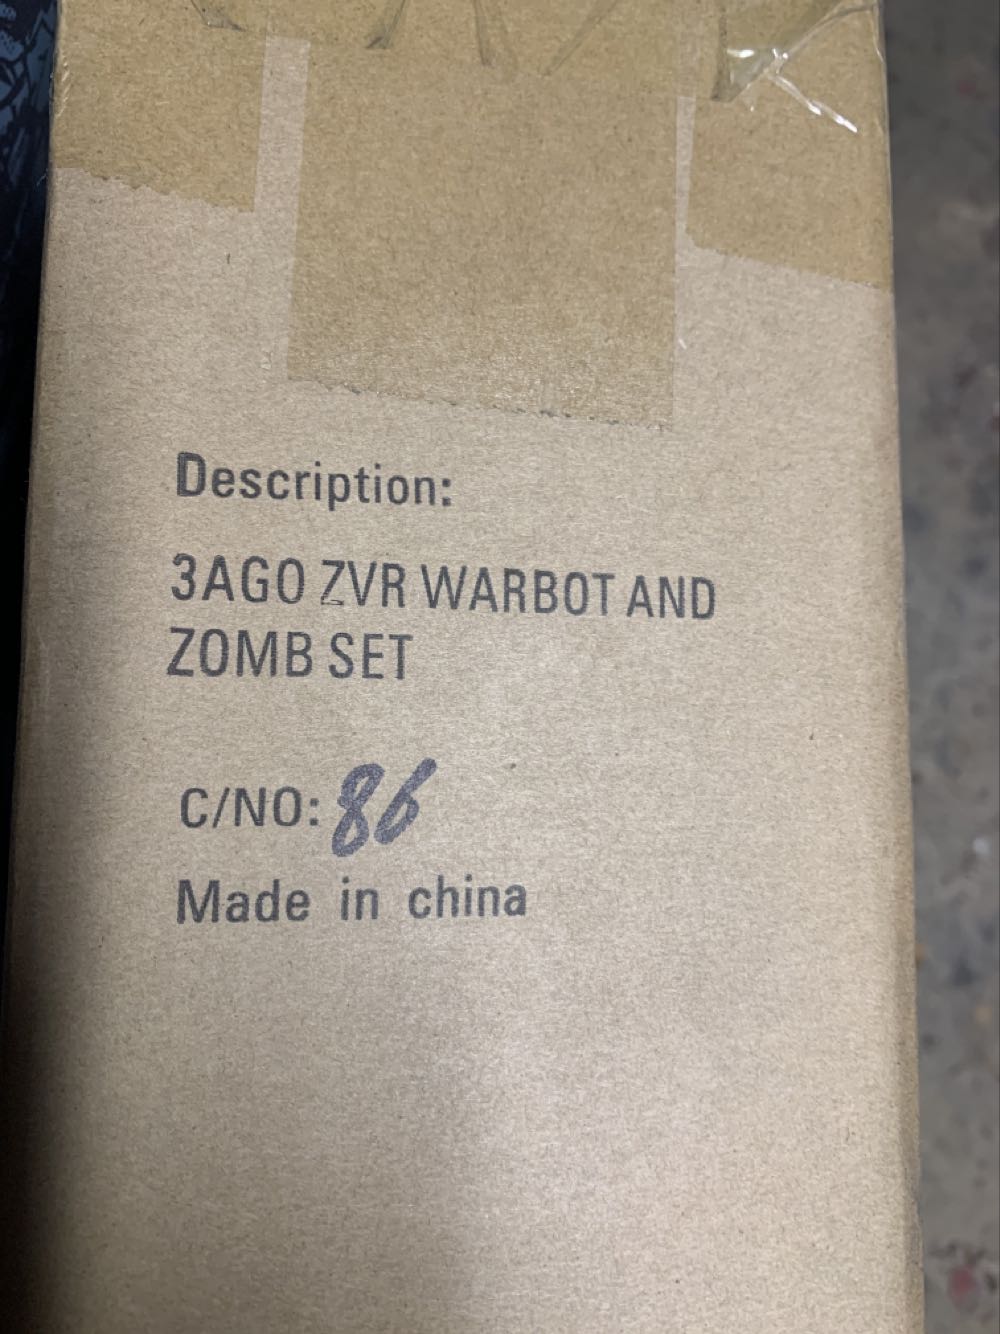 Description:
3AGO ZVR WARBOT AND
ZOMB SET
C/NO: 86
Made in china